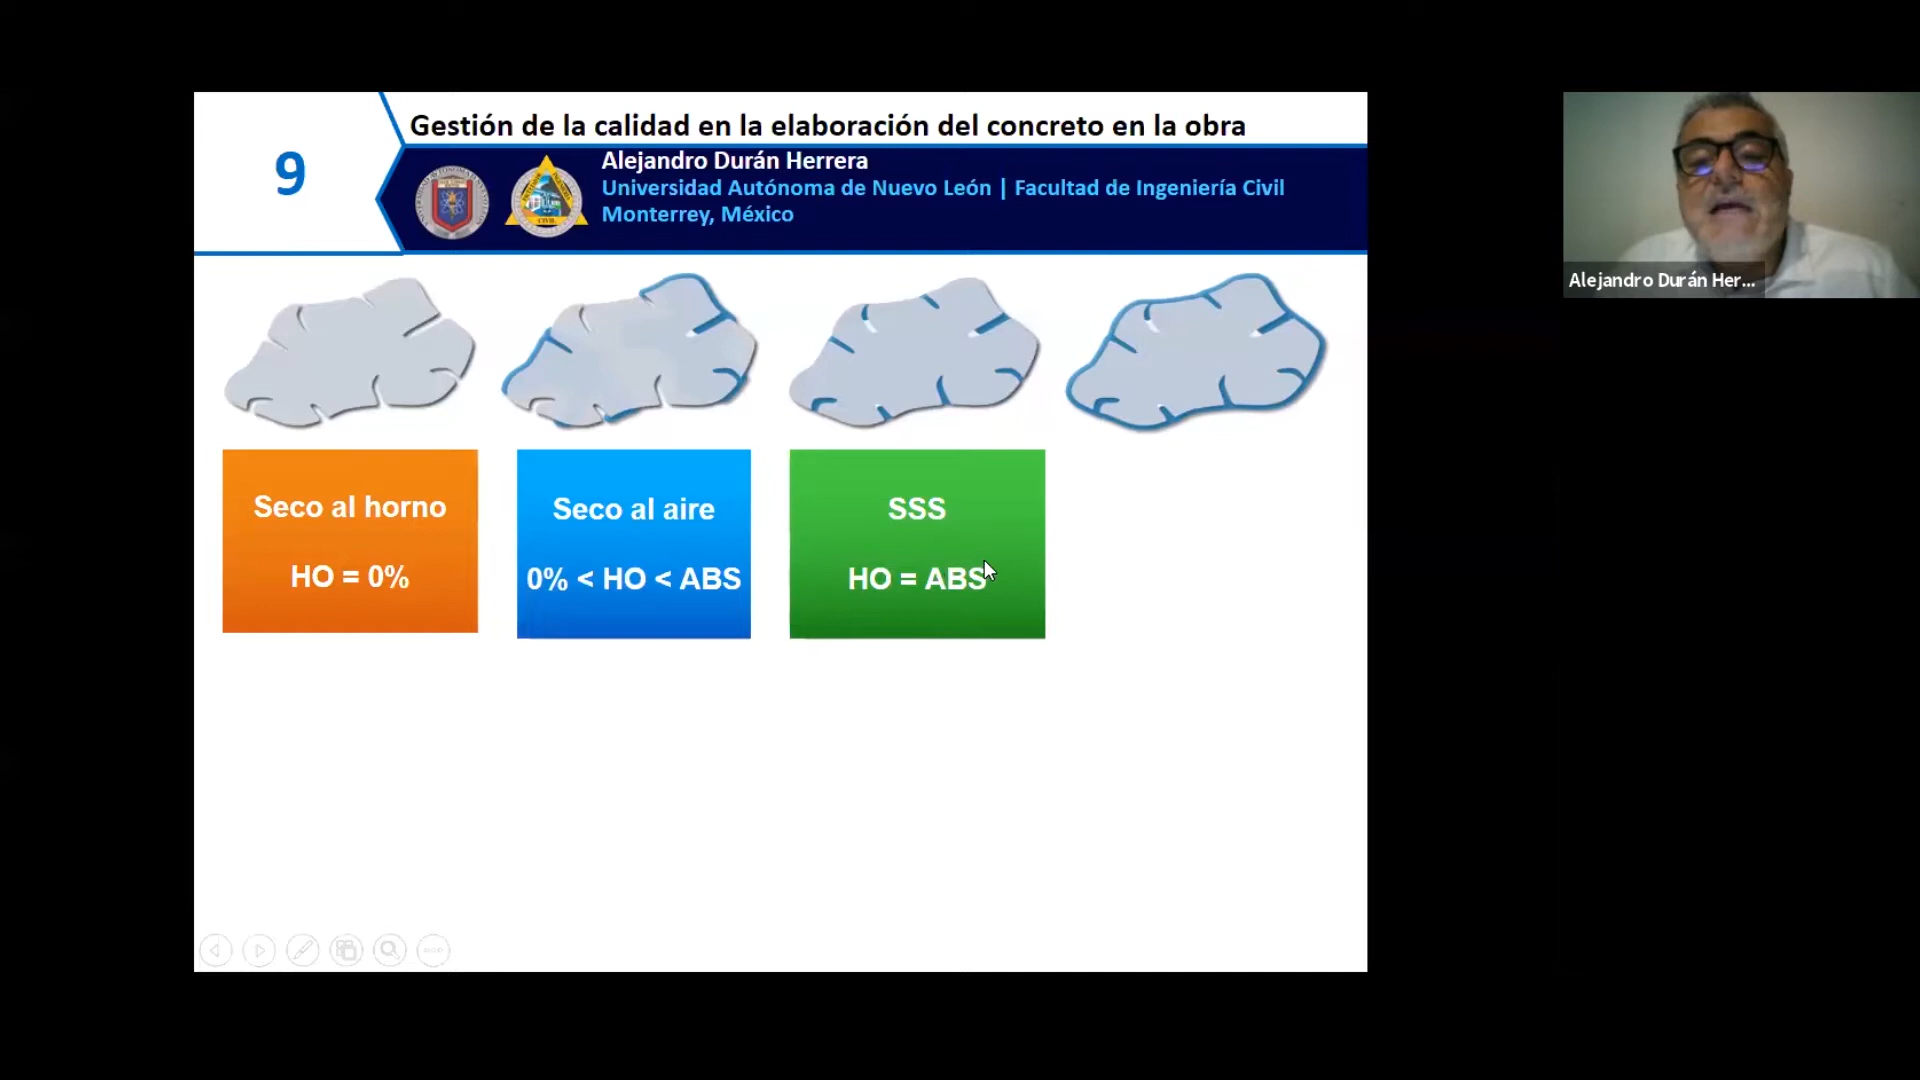 9
Gestión de la calidad en la elaboración del concreto en la obra
Alejandro Durán Herrera
Universidad Autónoma de Nuevo León | Facultad de Ingeniería Civil
Monterrey, México
CIVIL
Alejandro Durán Her...
Seco al horno
HO = 0%
Seco al aire
0% < HO < ABS
SSS
HO = ABS